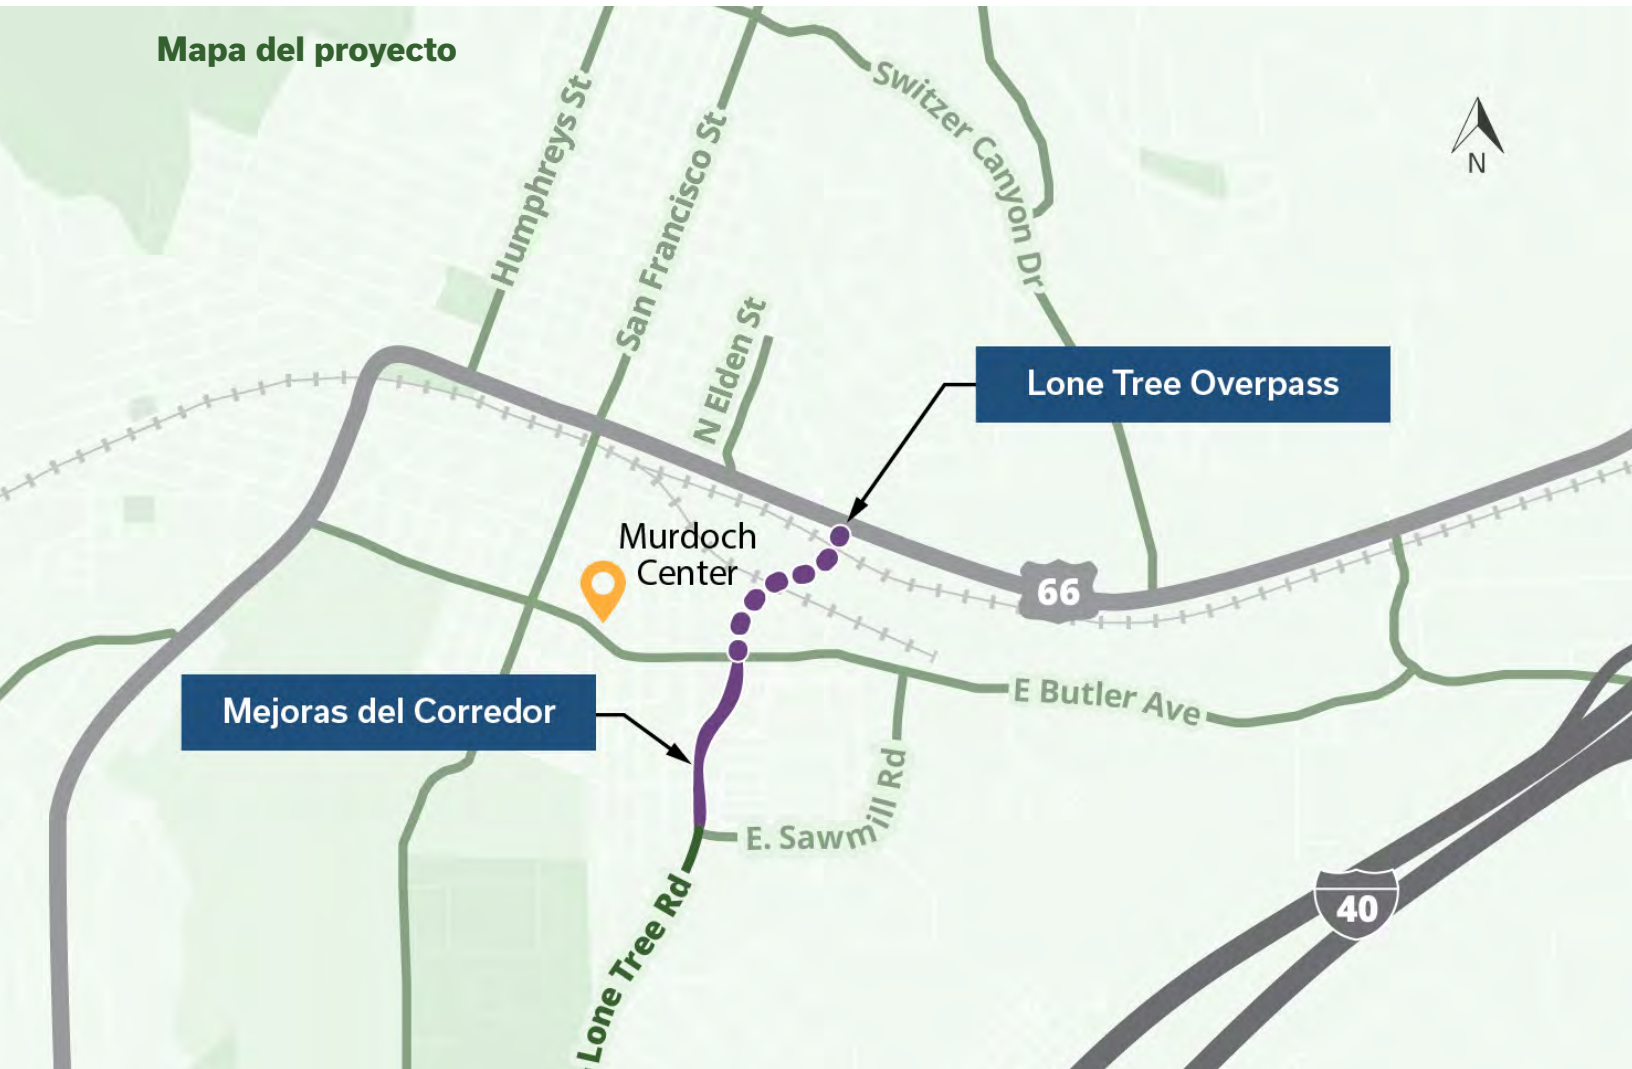 Mapa del proyecto
Humphreys St
San Francisco St
Switzer Canyon Dr
N
N Elden St
Lone Tree Overpass
Murdoch
Center
66
E Butler Ave
Mejoras del Corredor
E. Sawmill Rd
40
Lone Tree Rd